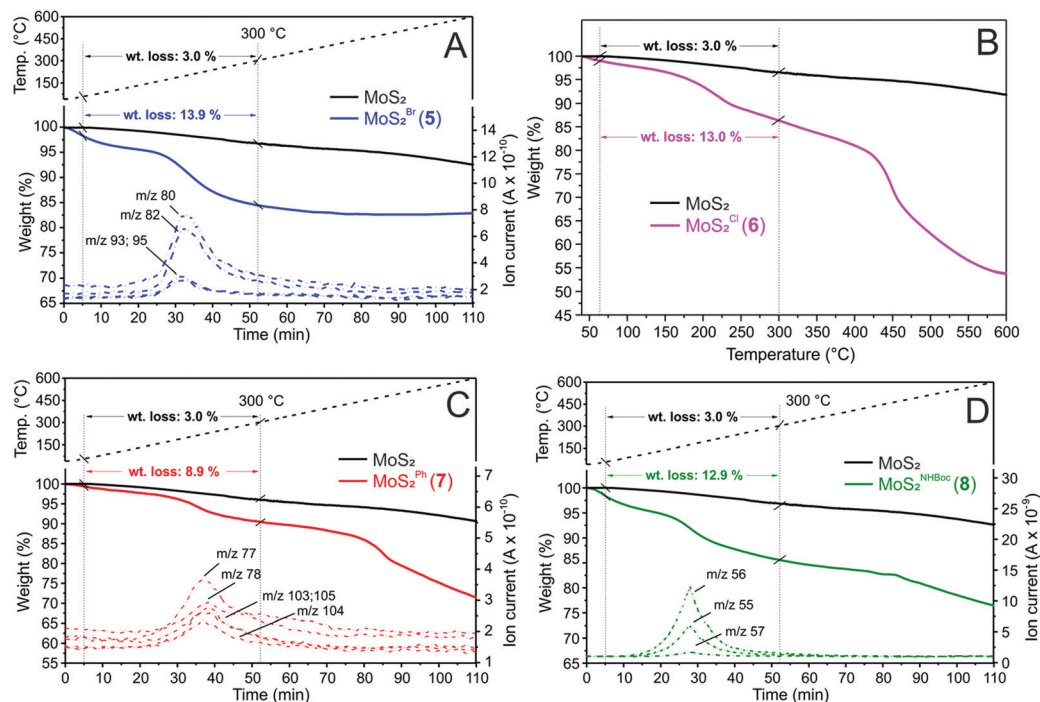 A
Temp. (°C)
600
450
300
150
300 °C
wt. loss: 3.0 %
wt. loss: 13.9 %
MoS₂
MoS₂ᴮʳ (5)
Weight (%)
100
95
90
85
80
75
70
65
m/z 80
m/z 82
m/z 93; 95
Ion current (A x 10⁻¹⁰)
14
12
10
8
6
4
2
0 10 20 30 40 50 60 70 80 90 100 110
Time (min)
B
wt. loss: 3.0 %
wt. loss: 13.0 %
MoS₂
MoS₂ᶜˡ (6)
Weight (%)
100
95
90
85
80
75
70
65
60
55
50
45
50 100 150 200 250 300 350 400 450 500 550 600
Temperature (°C)
C
Temp. (°C)
600
450
300
150
300 °C
wt. loss: 3.0 %
wt. loss: 8.9 %
MoS₂
MoS₂ᴾʰ (7)
Weight (%)
100
95
90
85
80
75
70
65
60
55
m/z 77
m/z 78
m/z 103;105
m/z 104
Ion current (A x 10⁻¹⁰)
7
6
5
4
3
2
1
0 10 20 30 40 50 60 70 80 90 100 110
Time (min)
D
Temp. (°C)
600
450
300
150
300 °C
wt. loss: 3.0 %
wt. loss: 12.9 %
MoS₂
MoS₂ᴺᴴᴮᵒᶜ (8)
Weight (%)
100
95
90
85
80
75
70
65
m/z 56
m/z 55
m/z 57
Ion current (A x 10⁻⁹)
30
25
20
15
10
5
0
0 10 20 30 40 50 60 70 80 90 100 110
Time (min)